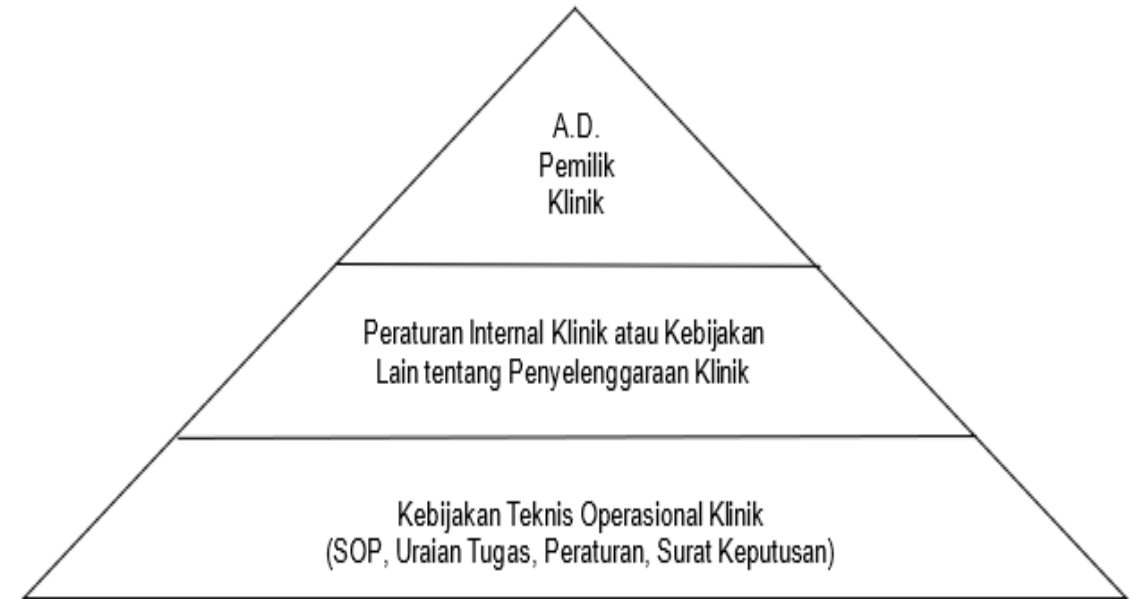 A.D.
Pemilik
Klinik
Peraturan Internal Klinik atau Kebijakan
Lain tentang Penyelenggaraan Klinik
Kebijakan Teknis Operasional Klinik
(SOP, Uraian Tugas, Peraturan, Surat Keputusan)